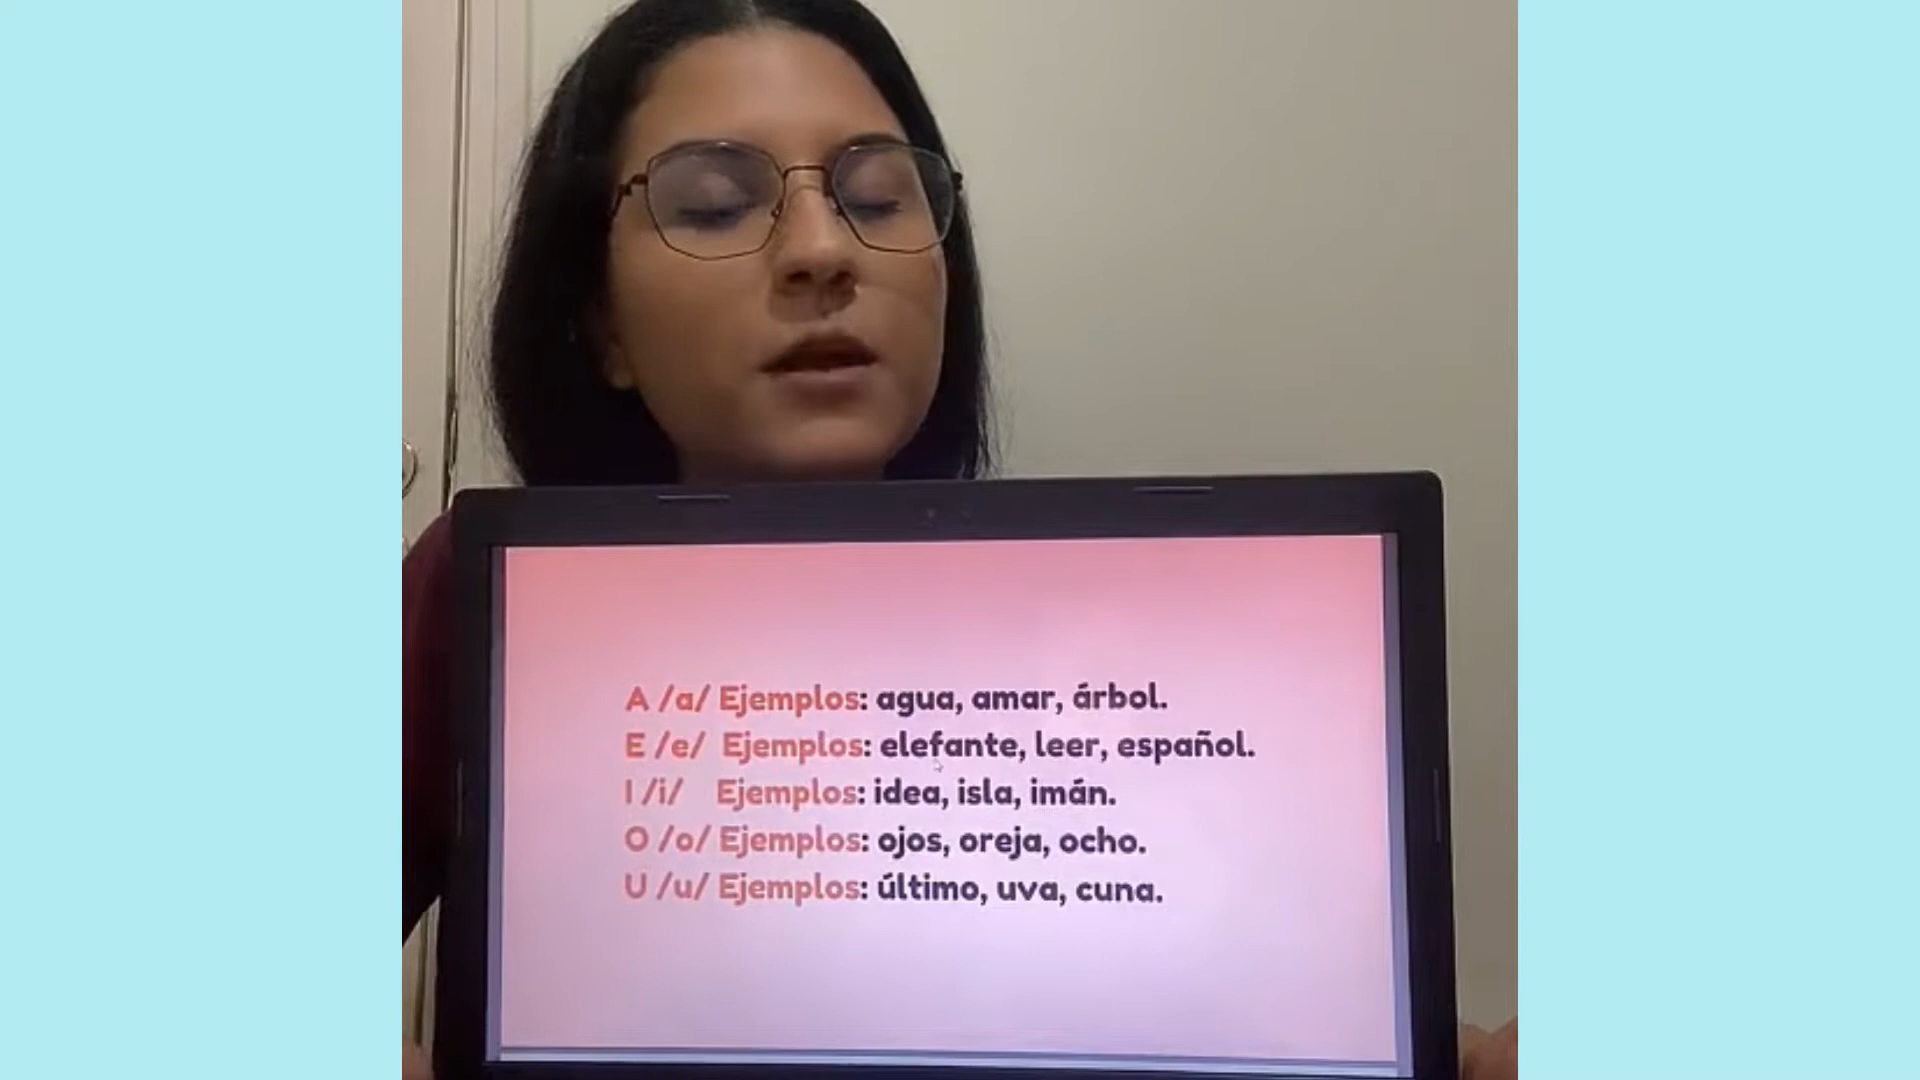 A /a/ Ejemplos: agua, amar, árbol.
E /e/ Ejemplos: elefante, leer, español.
I /i/ Ejemplos: idea, isla, imán.
O /o/ Ejemplos: ojos, oreja, ocho.
U /u/ Ejemplos: último, uva, cuna.